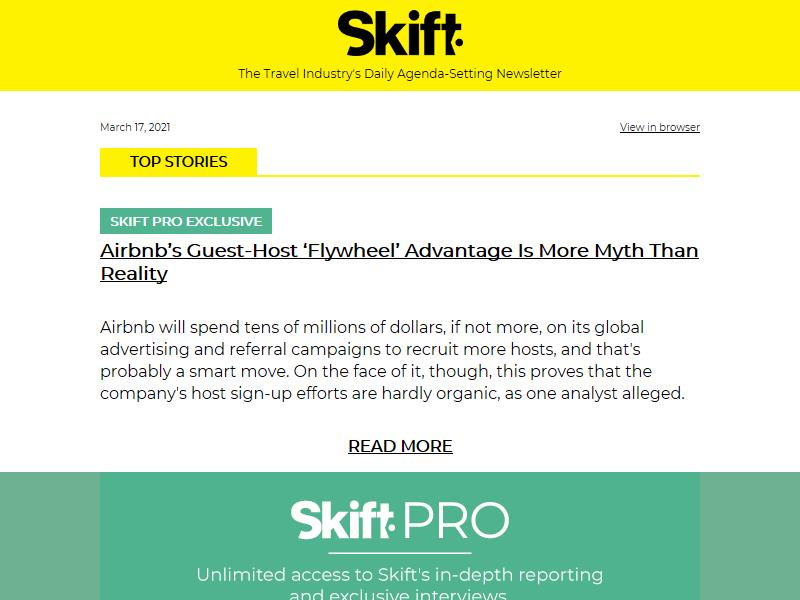 Skift
The Travel Industry's Daily Agenda-Setting Newsletter
March 17, 2021
View in browser
TOP STORIES
SKIFT PRO EXCLUSIVE
Airbnb’s Guest-Host ‘Flywheel’ Advantage Is More Myth Than
Reality
Airbnb will spend tens of millions of dollars, if not more, on its global
advertising and referral campaigns to recruit more hosts, and that's
probably a smart move. On the face of it, though, this proves that the
company's host sign-up efforts are hardly organic, as one analyst alleged.
READ MORE
Skift PRO
Unlimited access to Skift's in-depth reporting
and exclusive interviews